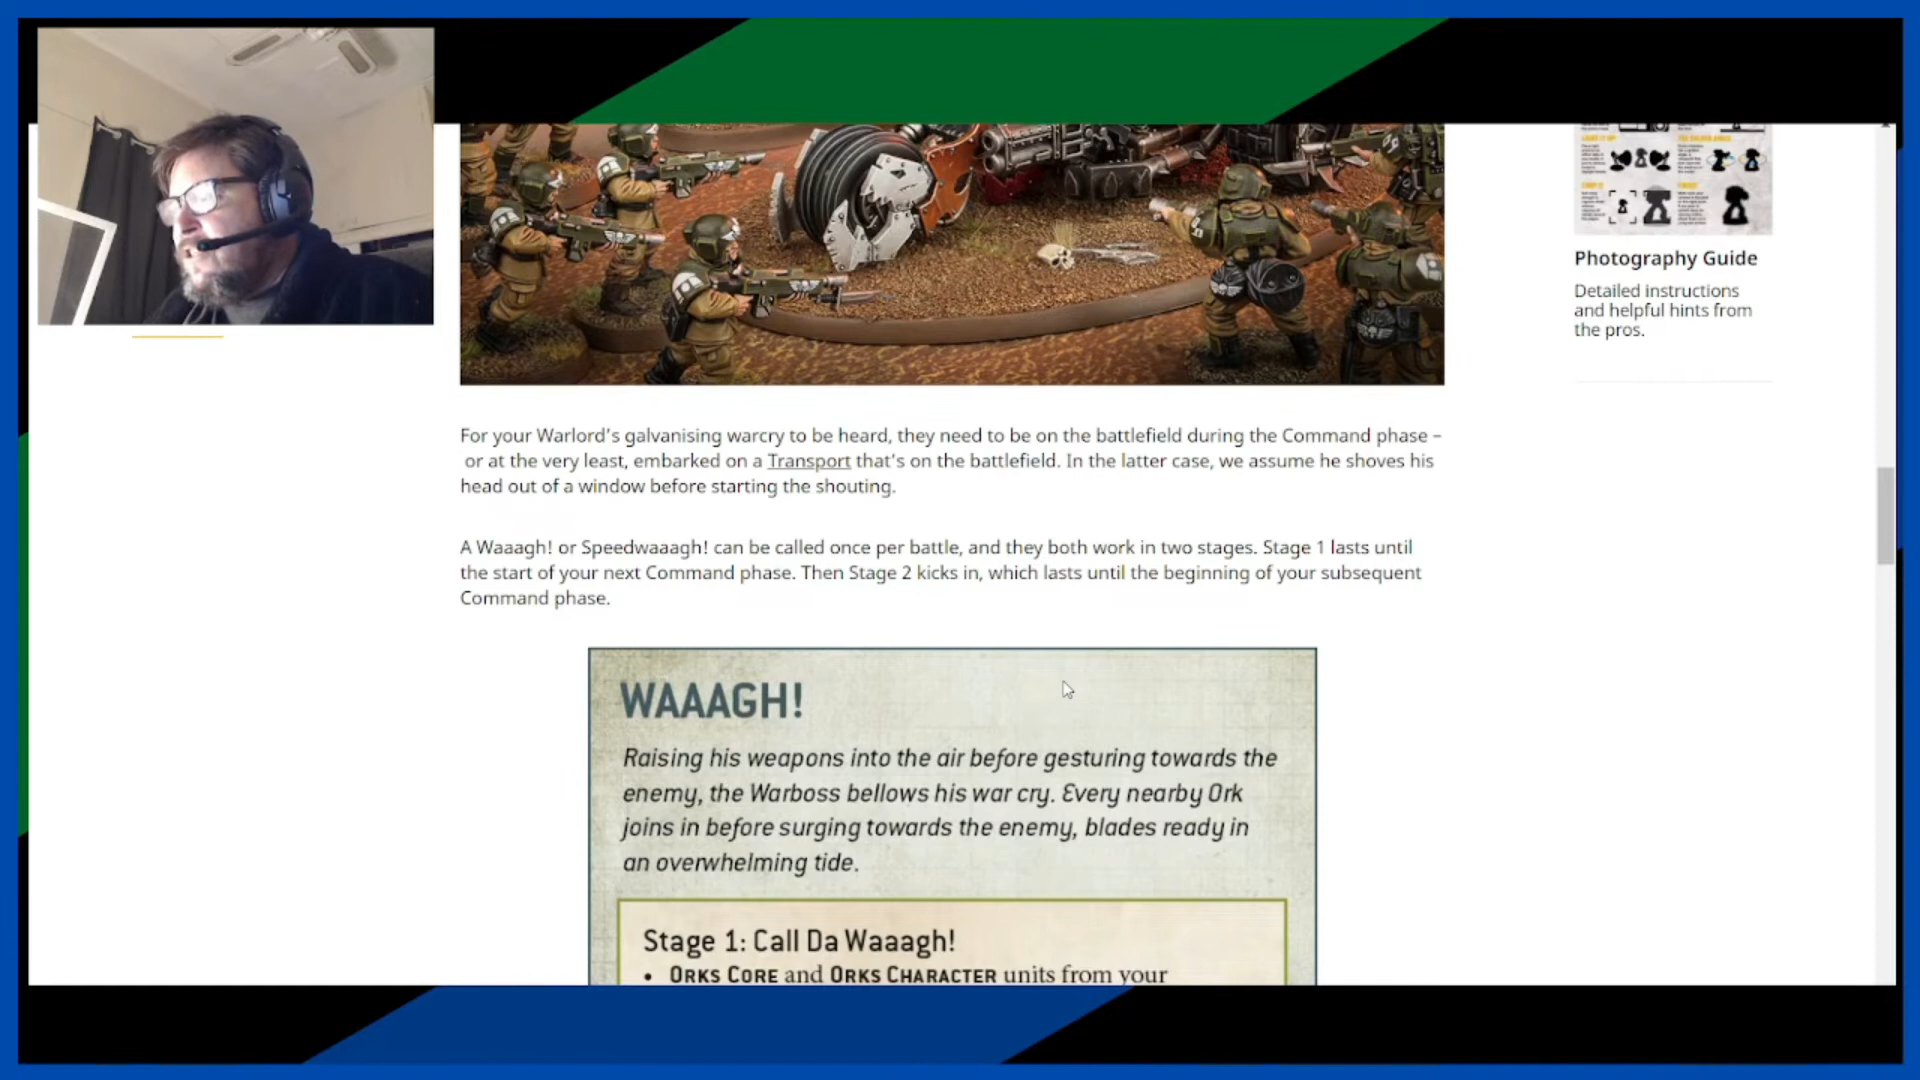 Photography Guide
Detailed instructions
and helpful hints from
the pros.
For your Warlord's galvanising warcry to be heard, they need to be on the battlefield during the Command phase –
or at the very least, embarked on a Transport that's on the battlefield. In the latter case, we assume he shoves his
head out of a window before starting the shouting.
A Waaagh! or Speedwaaagh! can be called once per battle, and they both work in two stages. Stage 1 lasts until
the start of your next Command phase. Then Stage 2 kicks in, which lasts until the beginning of your subsequent
Command phase.
WAAAGH!
Raising his weapons into the air before gesturing towards the
enemy, the Warboss bellows his war cry. Every nearby Ork
joins in before surging towards the enemy, blades ready in
an overwhelming tide.
Stage 1: Call Da Waaagh!
• ORKS CORE and ORKS CHARACTER units from your